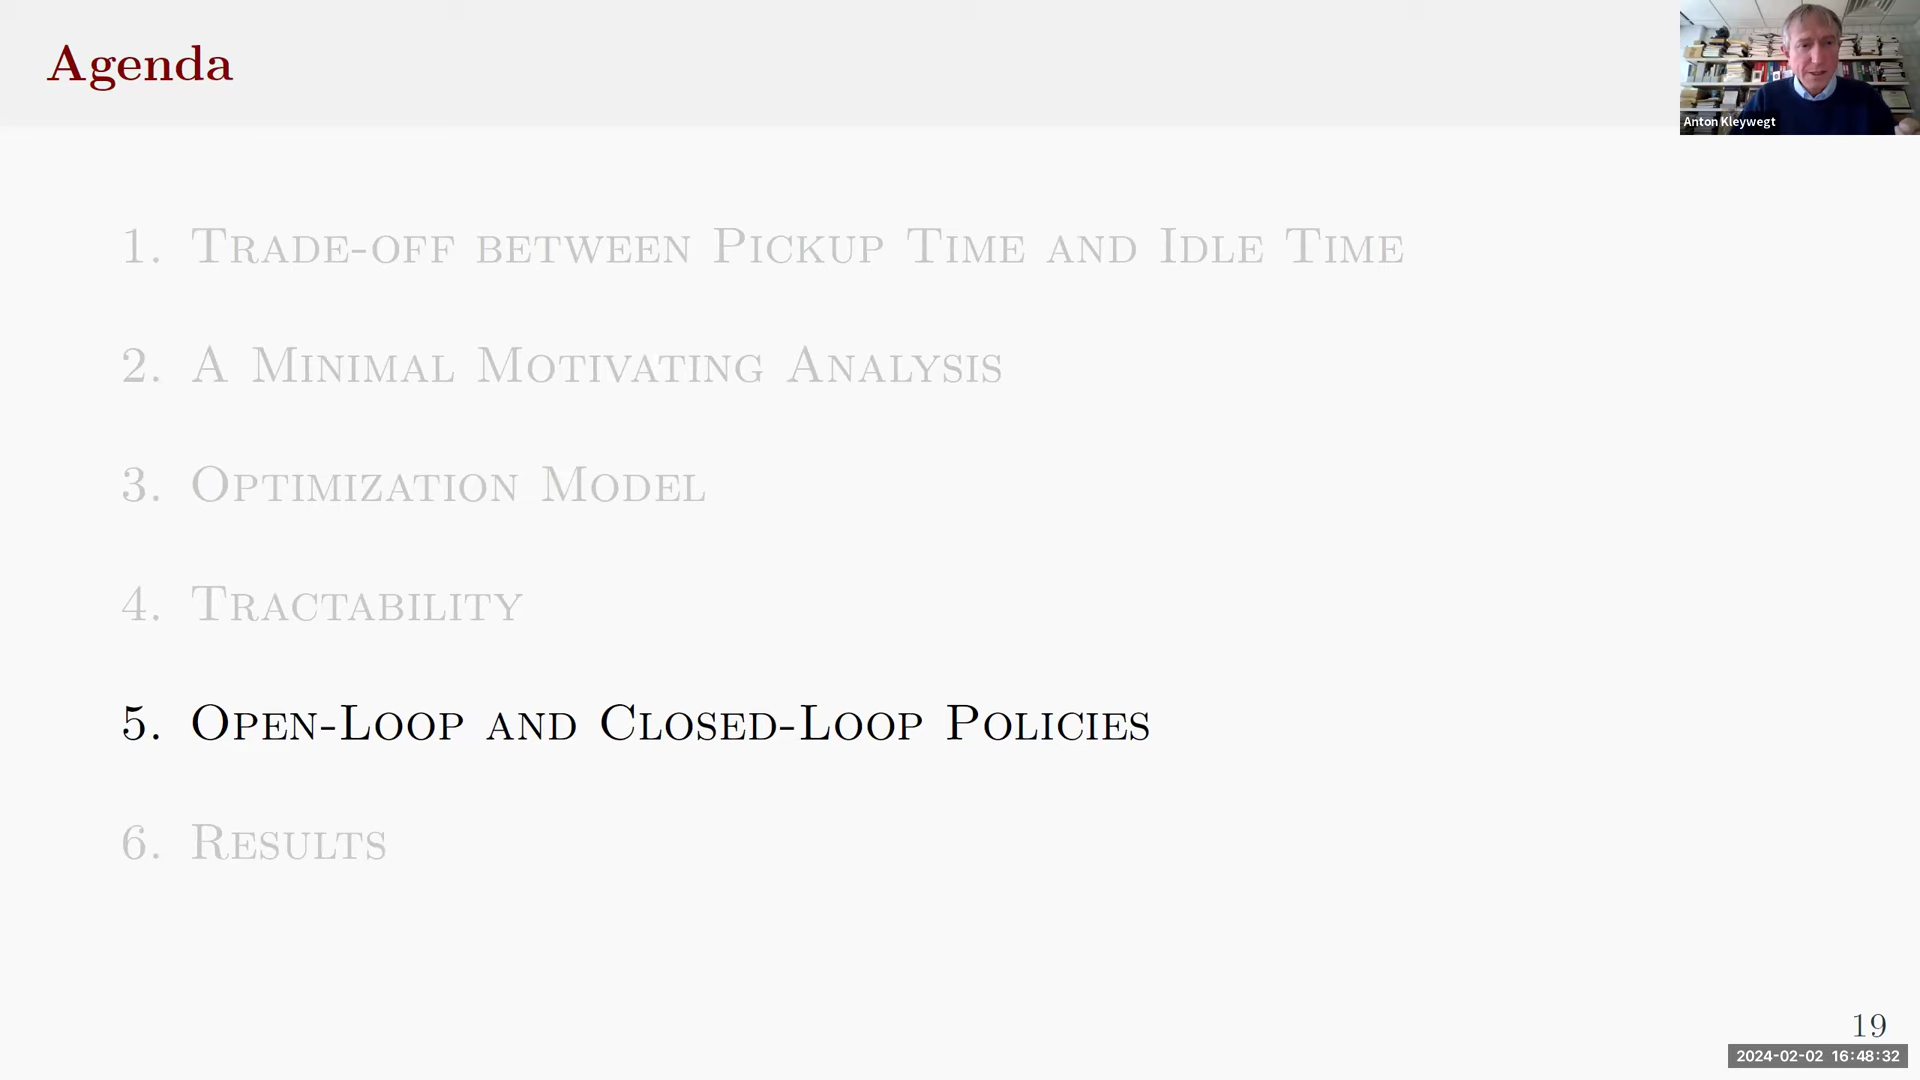 Agenda
Anton Kleywegt
1. Trade-off between Pickup Time and Idle Time
2. A Minimal Motivating Analysis
3. Optimization Model
4. Tractability
5. Open-Loop and Closed-Loop Policies
6. Results
19
2024-02-02 16:48:32